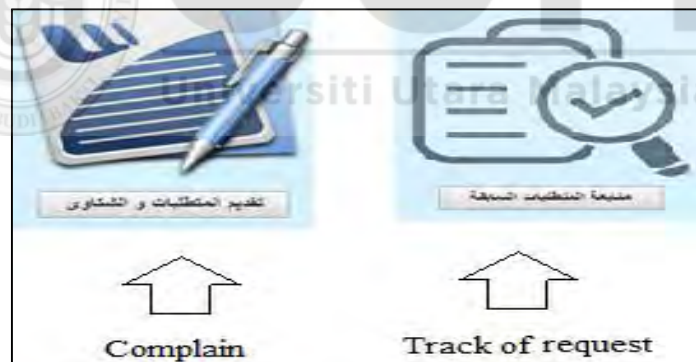 Universiti Utara Malaysia
تقديم المتطلبات و الشكاوى
متابعة المتطلبات السابقة
Complain
Track of request